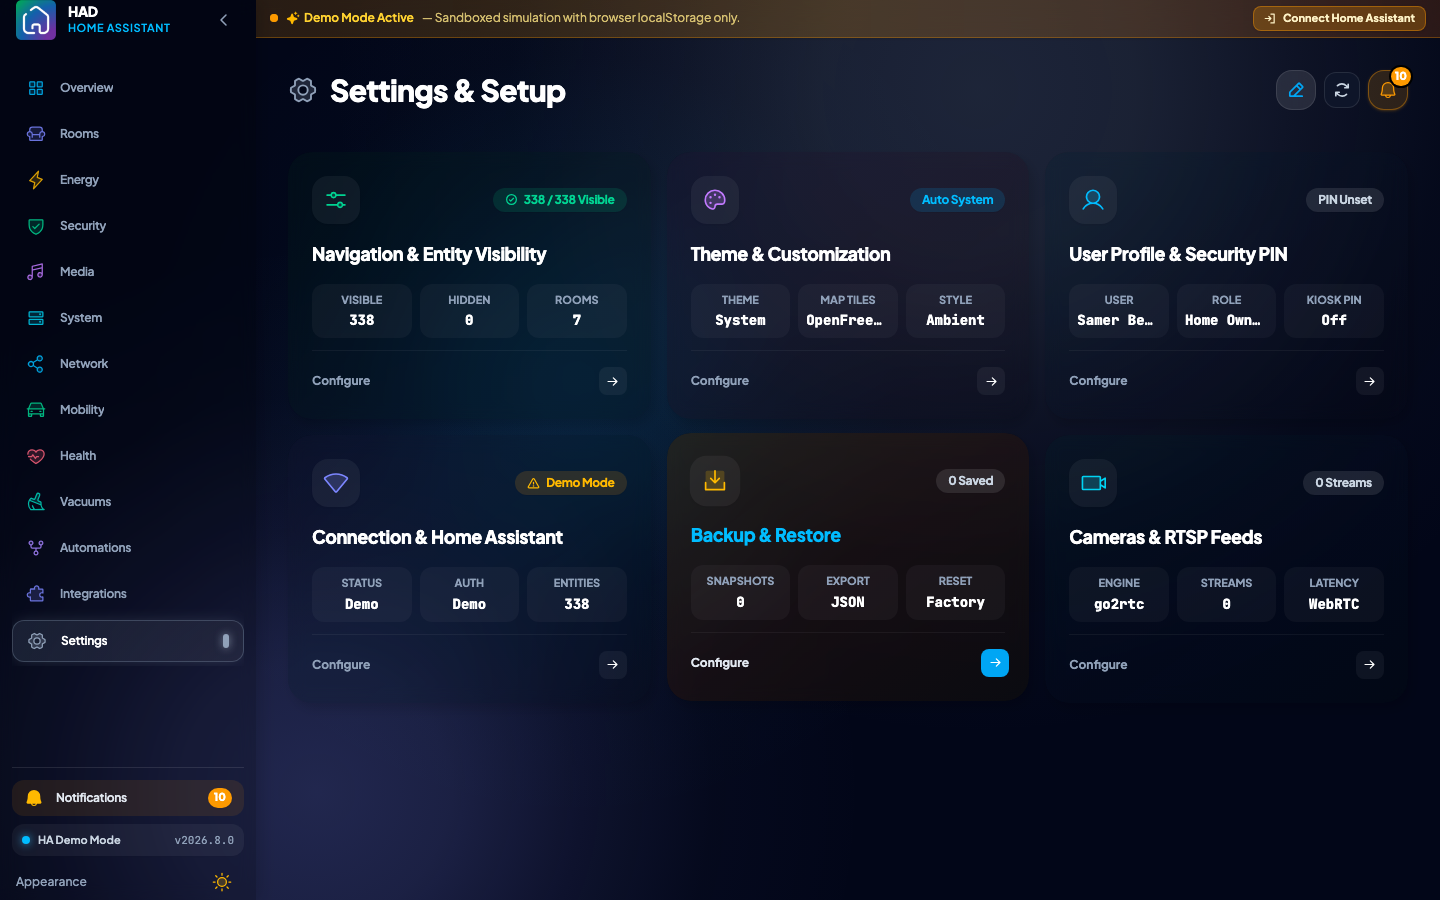 HAD
HOME ASSISTANT
Demo Mode Active — Sandboxed simulation with browser localStorage only.
Connect Home Assistant
Overview
Rooms
Energy
Security
Media
System
Network
Mobility
Health
Vacuums
Automations
Integrations
Settings
Notifications 10
HA Demo Mode v2026.8.0
Appearance
Settings & Setup
10
338 / 338 Visible
Navigation & Entity Visibility
VISIBLE HIDDEN ROOMS
338 0 7
Configure
Auto System
Theme & Customization
THEME MAP TILES STYLE
System OpenFree… Ambient
Configure
PIN Unset
User Profile & Security PIN
USER ROLE KIOSK PIN
Samer Be… Home Own… Off
Configure
Demo Mode
Connection & Home Assistant
STATUS AUTH ENTITIES
Demo Demo 338
Configure
0 Saved
Backup & Restore
SNAPSHOTS EXPORT RESET
0 JSON Factory
Configure
0 Streams
Cameras & RTSP Feeds
ENGINE STREAMS LATENCY
go2rtc 0 WebRTC
Configure